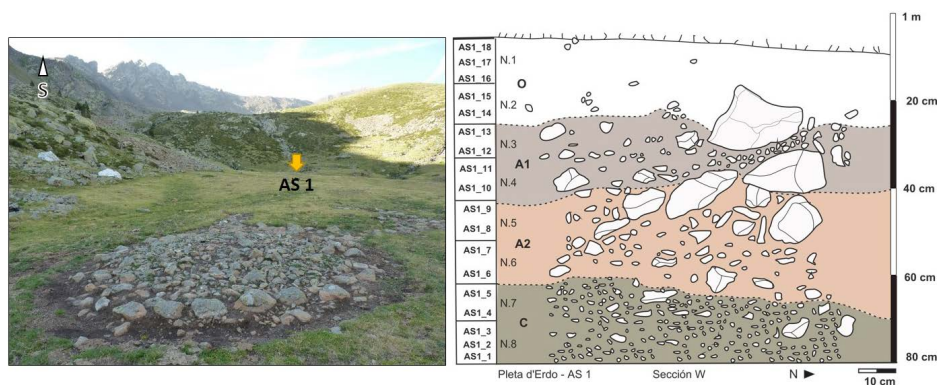 S
AS 1
AS1_18
AS1_17
AS1_16
AS1_15
AS1_14
AS1_13
AS1_12
AS1_11
AS1_10
AS1_9
AS1_8
AS1_7
AS1_6
AS1_5
AS1_4
AS1_3
AS1_2
AS1_1
N.1
O
N.2
N.3
A1
N.4
N.5
A2
N.6
N.7
C
N.8
1 m
20 cm
40 cm
60 cm
80 cm
Pleta d'Erdo - AS 1 Sección W N
10 cm